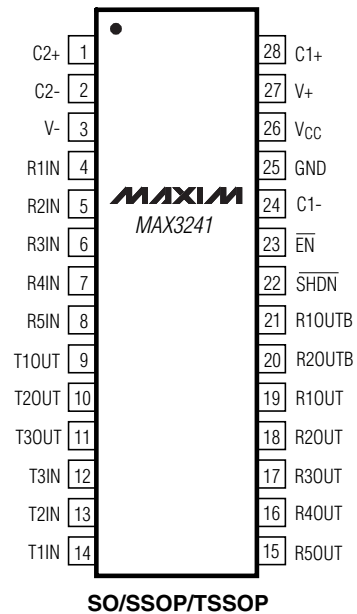 C2+ 1 28 C1+
C2- 2 27 V+
V- 3 26 VCC
R1IN 4 25 GND
R2IN 5 24 C1-
MAXIM
MAX3241
R3IN 6 23 EN
R4IN 7 22 SHDN
R5IN 8 21 R1OUTB
T1OUT 9 20 R2OUTB
T2OUT 10 19 R1OUT
T3OUT 11 18 R2OUT
T3IN 12 17 R3OUT
T2IN 13 16 R4OUT
T1IN 14 15 R5OUT
SO/SSOP/TSSOP